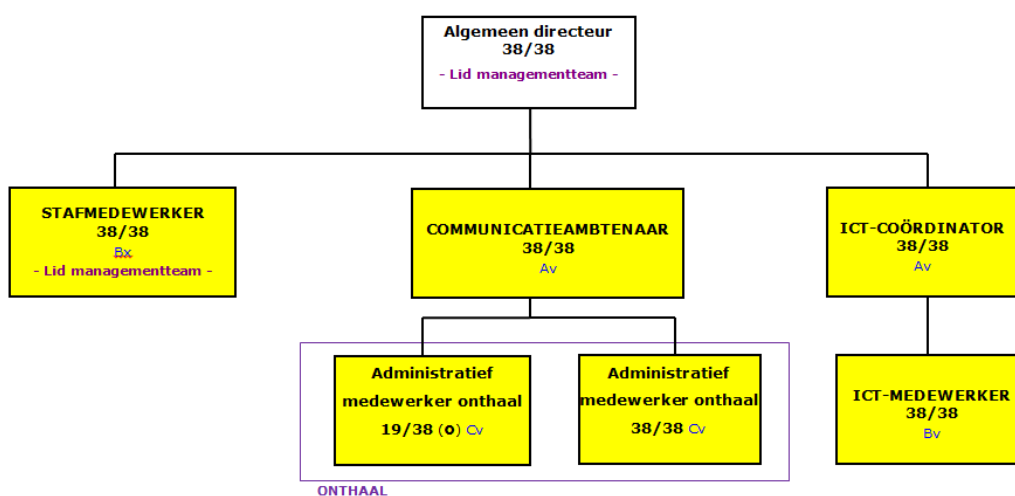 Algemeen directeur
38/38
- Lid managementteam -
STAFMEDEWERKER
38/38
Bx
- Lid managementteam -
COMMUNICATIEAMBTENAAR
38/38
Av
ICT-COÖRDINATOR
38/38
Av
Administratief
medewerker onthaal
19/38 (0) Cv
Administratief
medewerker onthaal
38/38 Cv
ICT-MEDEWERKER
38/38
Bv
ONTHAAL